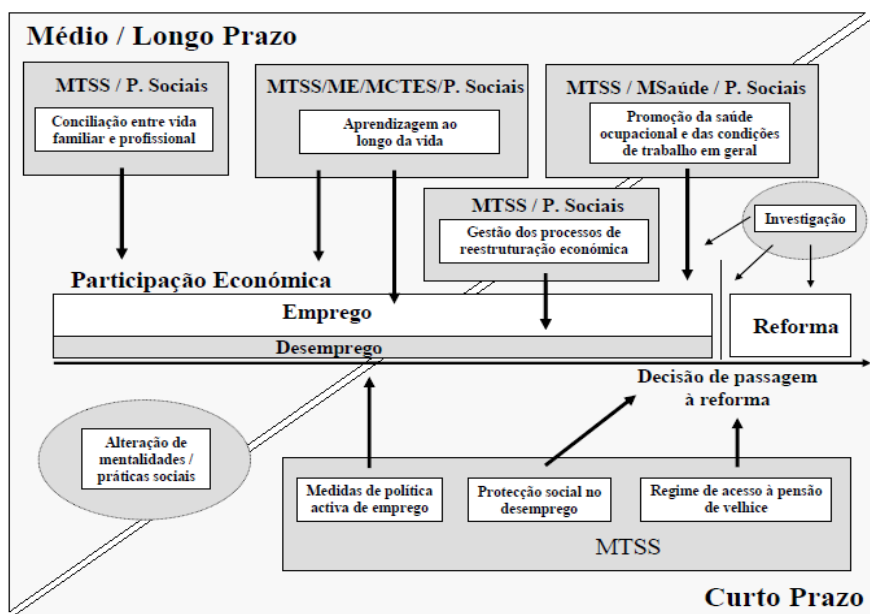 Médio / Longo Prazo
MTSS / P. Sociais
Conciliação entre vida
familiar e profissional
MTSS/ME/MCTES/P. Sociais
Aprendizagem ao
longo da vida
MTSS / MSaúde / P. Sociais
Promoção da saúde
ocupacional e das condições
de trabalho em geral
MTSS / P. Sociais
Gestão dos processos de
reestruturação económica
Investigação
Participação Económica
Emprego
Desemprego
Reforma
Decisão de passagem
à reforma
Alteração de
mentalidades /
práticas sociais
Medidas de política
activa de emprego
Protecção social no
desemprego
Regime de acesso à pensão
de velhice
MTSS
Curto Prazo